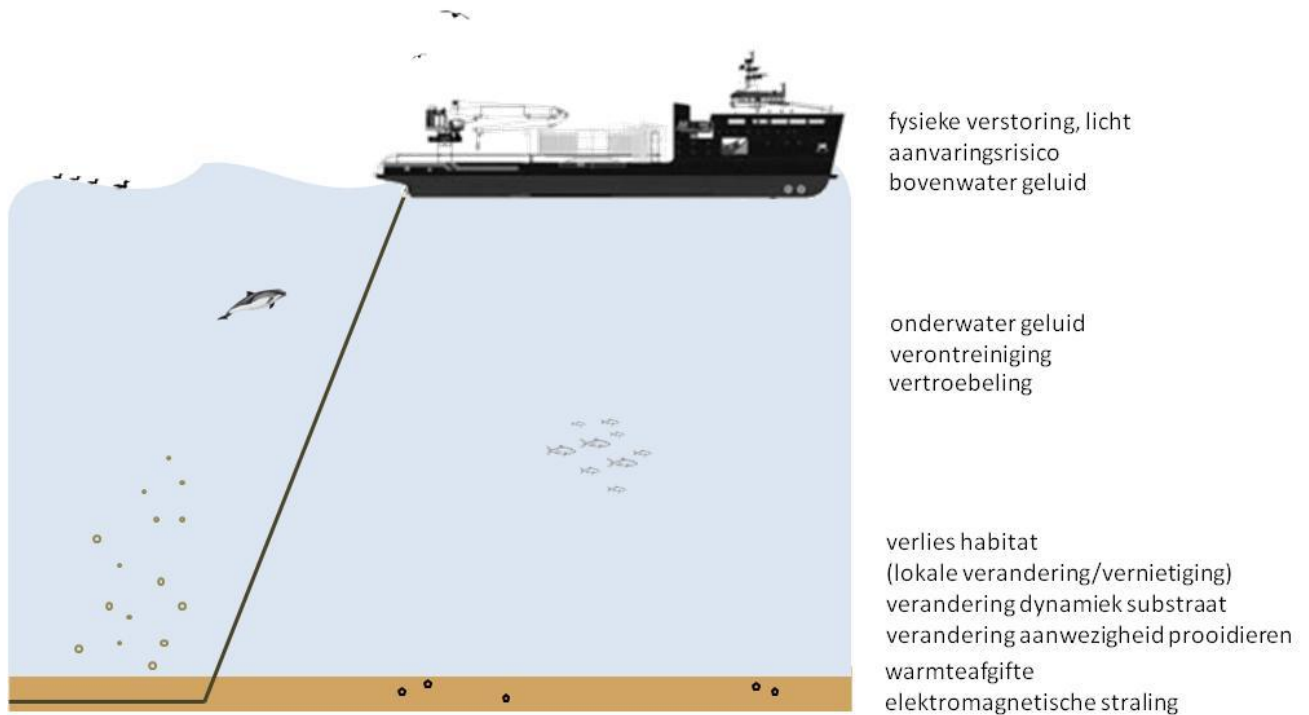 fysieke verstoring, licht
aanvaringsrisico
bovenwater geluid
onderwater geluid
verontreiniging
vertroebeling
verlies habitat
(lokale verandering/vernietiging)
verandering dynamiek substraat
verandering aanwezigheid prooidieren
warmteafgifte
elektromagnetische straling